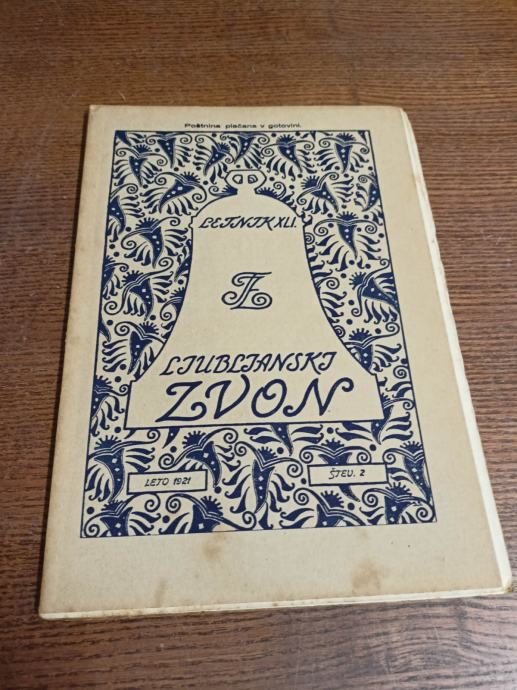 Poštnina plačana v gotovini.
LETNIK XLI.
LJUBLJANSKI
ZVON
LETO 1921
ŠTEV. 2